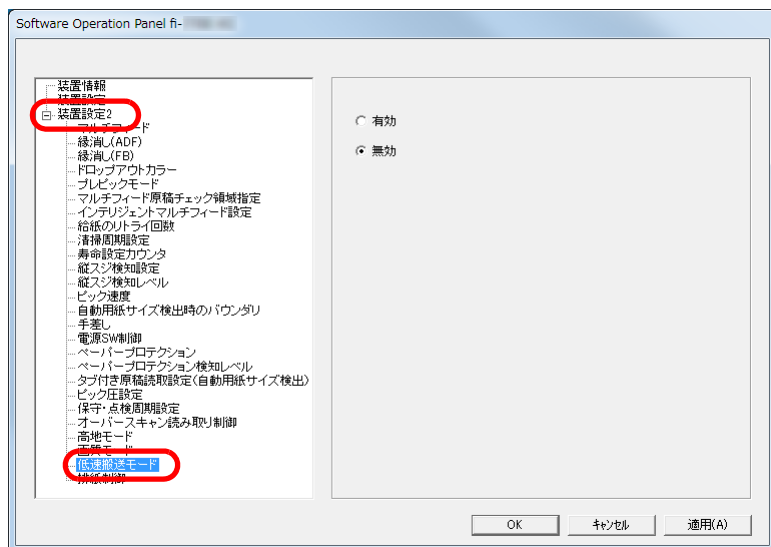 Software Operation Panel fi-
装置情報
装置設定
装置設定2
マルチフィード
縁消し(ADF)
縁消し(FB)
ドロップアウトカラー
プレピックモード
マルチフィード原稿チェック領域指定
インテリジェントマルチフィード設定
給紙のリトライ回数
清掃周期設定
寿命設定カウンタ
縦スジ検知設定
縦スジ検知レベル
ピック速度
自動用紙サイズ検出時のバウンダリ
手差し
電源SW制御
ペーパープロテクション
ペーパープロテクション検知レベル
タブ付き原稿読取設定(自動用紙サイズ検出)
ピック圧設定
保守・点検周期設定
オーバースキャン読み取り制御
高地モード
画質モード
低速搬送モード
排紙制御
有効
無効
OK
キャンセル
適用(A)